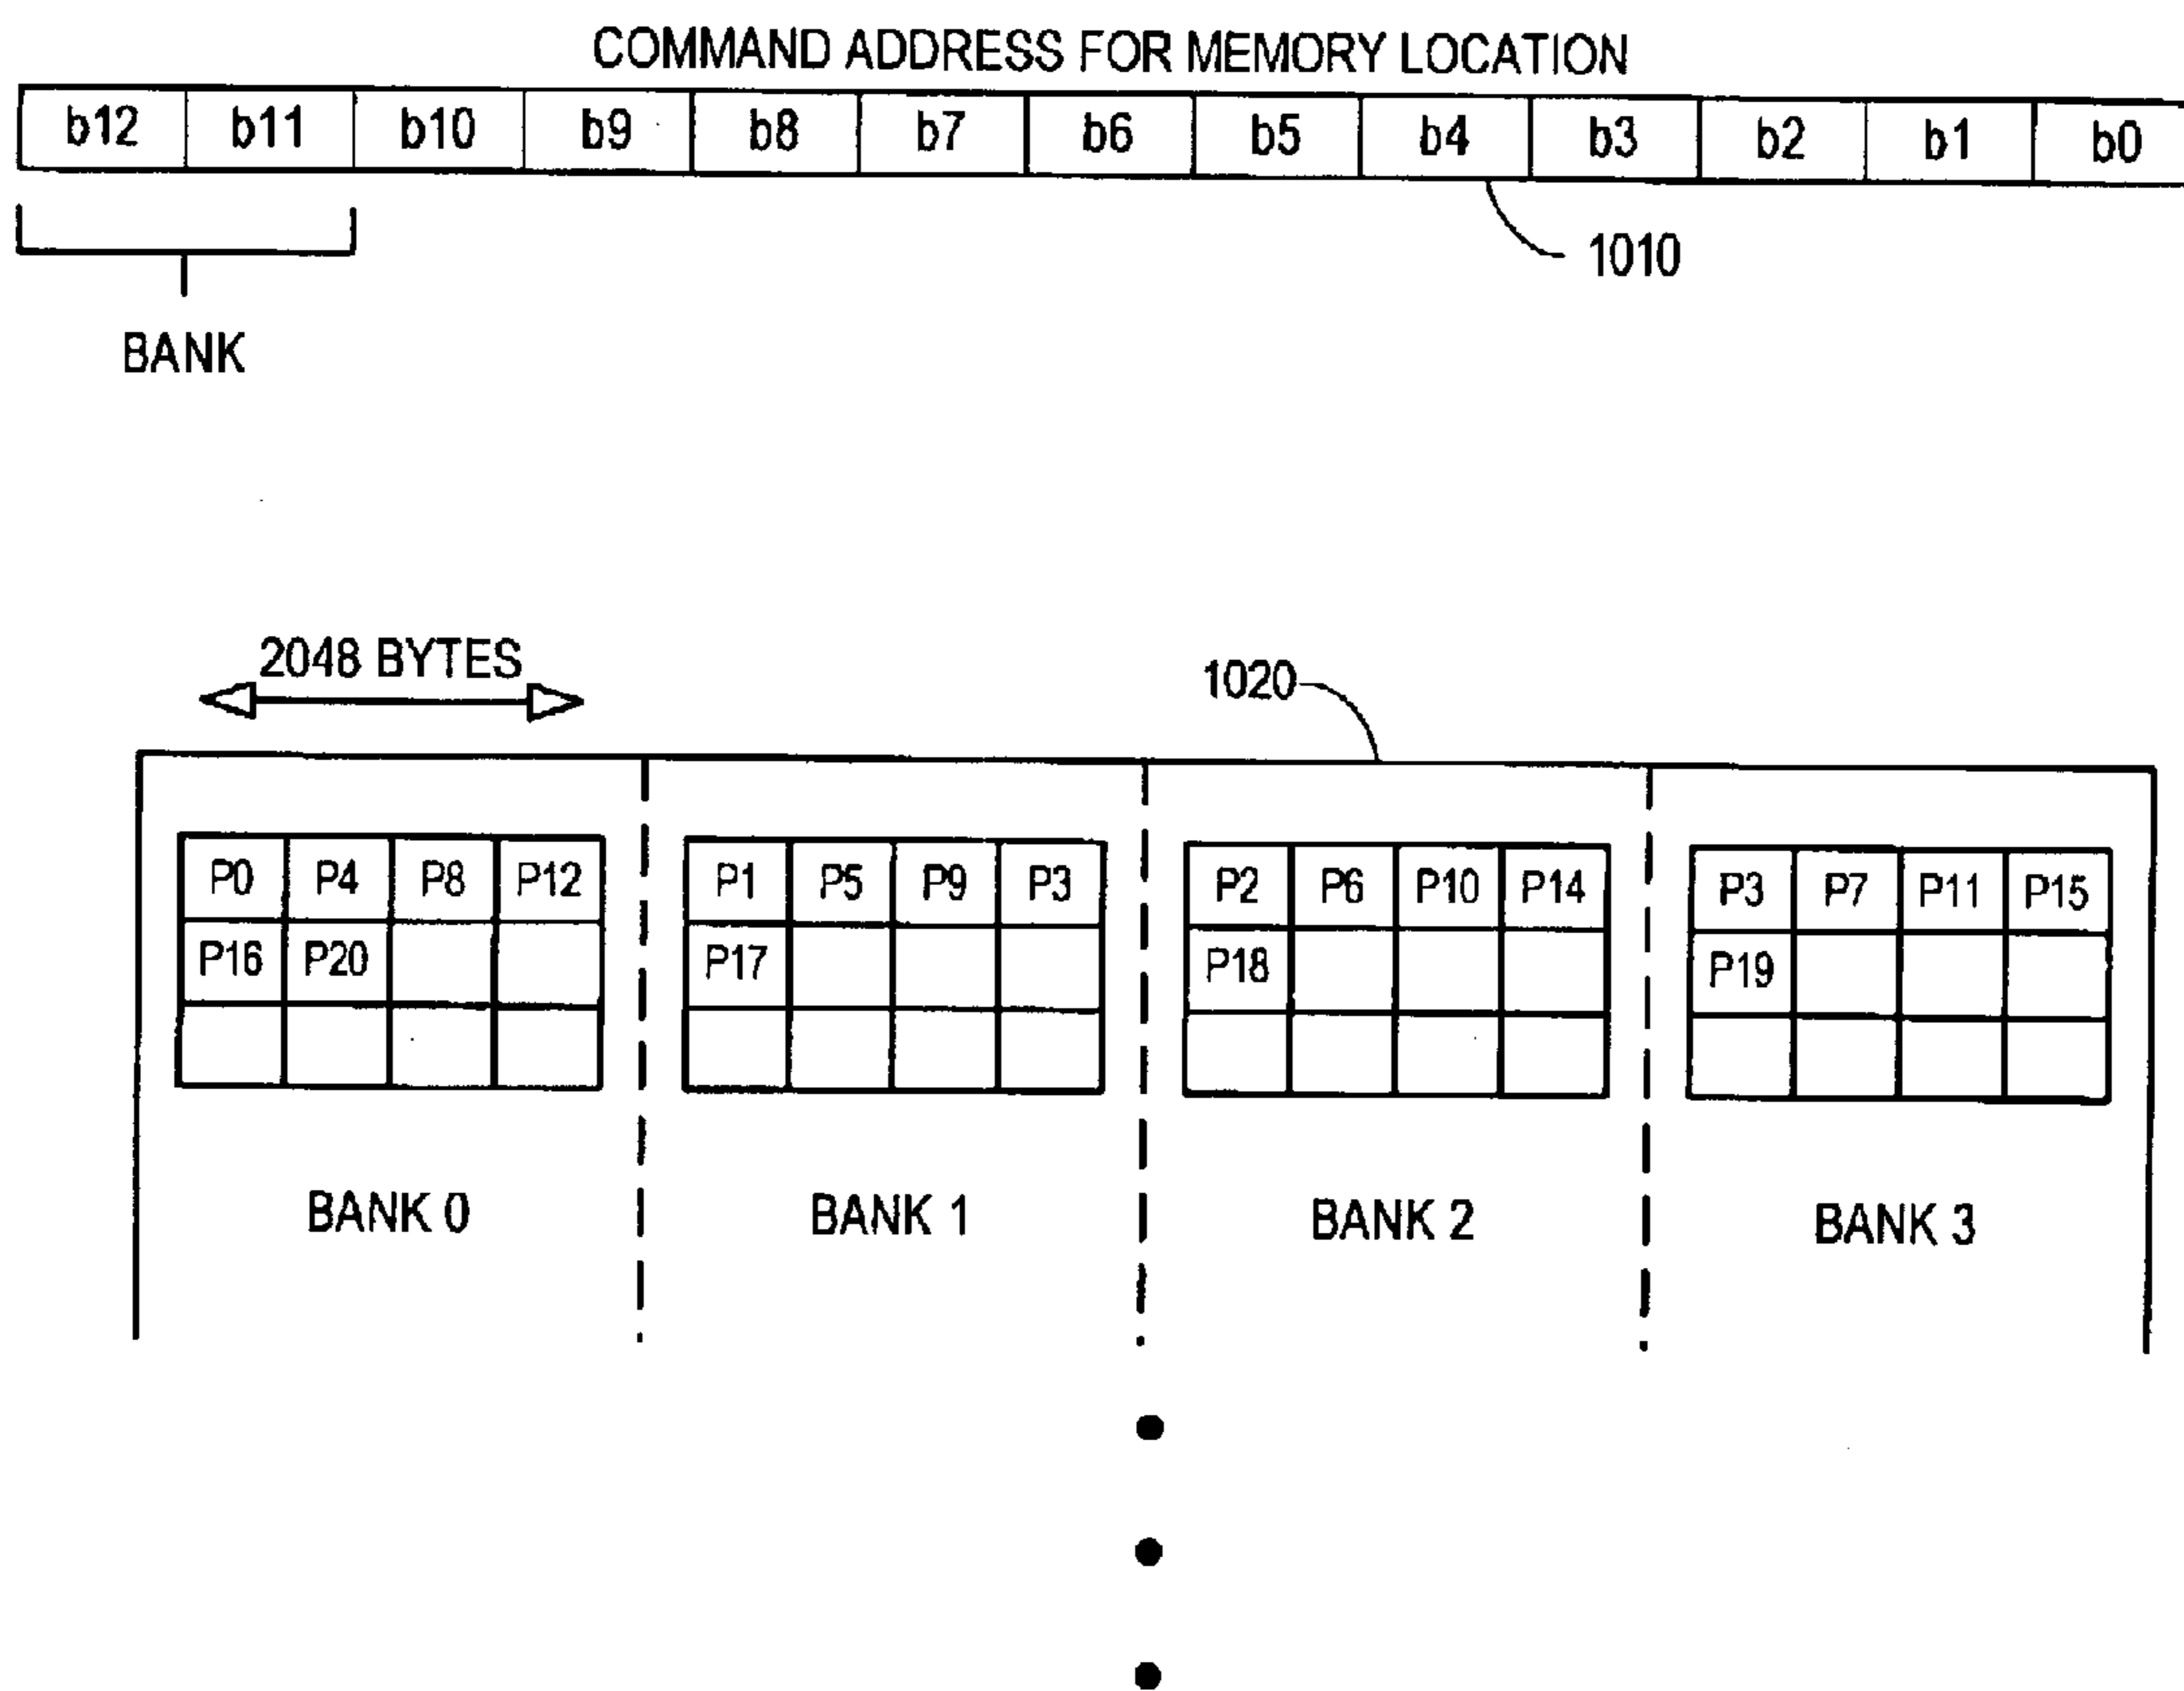 COMMAND ADDRESS FOR MEMORY LOCATION
b12 b11 b10 b9 b8 b7 b6 b5 b4 b3 b2 b1 b0
1010
BANK
2048 BYTES
1020
P0 P4 P8 P12 P1 P5 P9 P3 P2 P6 P10 P14 P3 P7 P11 P15
P16 P20 P17 P18 P19
BANK 0 BANK 1 BANK 2 BANK 3